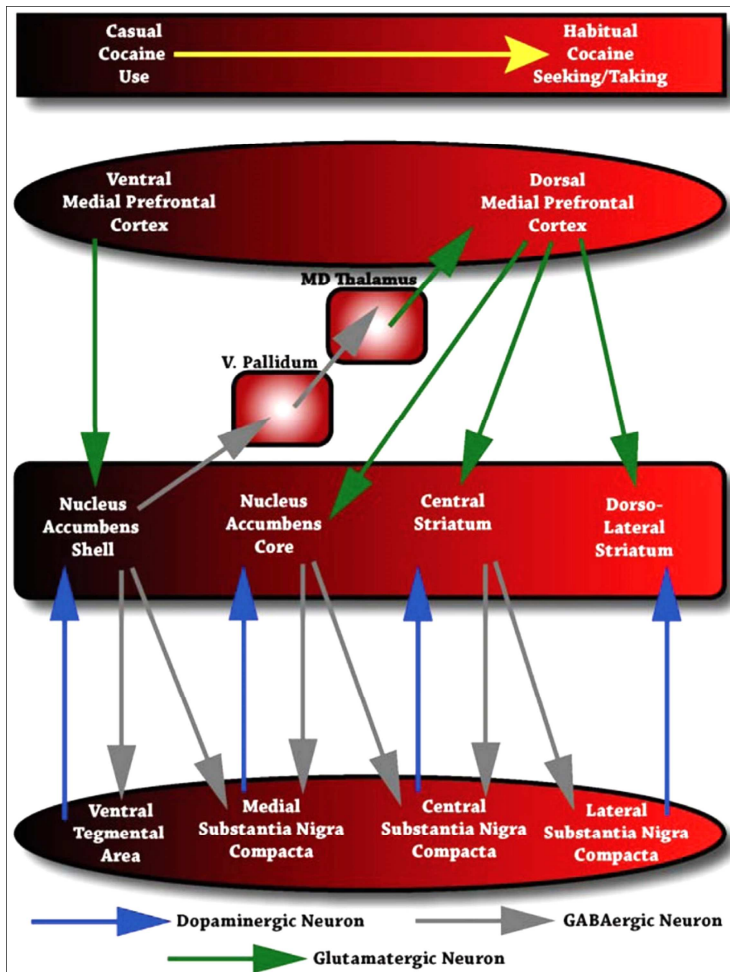 Casual
Cocaine
Use
Habitual
Cocaine
Seeking/Taking
Ventral
Medial Prefrontal
Cortex
Dorsal
Medial Prefrontal
Cortex
MD Thalamus
V. Pallidum
Nucleus
Accumbens
Shell
Nucleus
Accumbens
Core
Central
Striatum
Dorso-
Lateral
Striatum
Ventral
Tegmental
Area
Medial
Substantia Nigra
Compacta
Central
Substantia Nigra
Compacta
Lateral
Substantia Nigra
Compacta
Dopaminergic Neuron
GABAergic Neuron
Glutamatergic Neuron